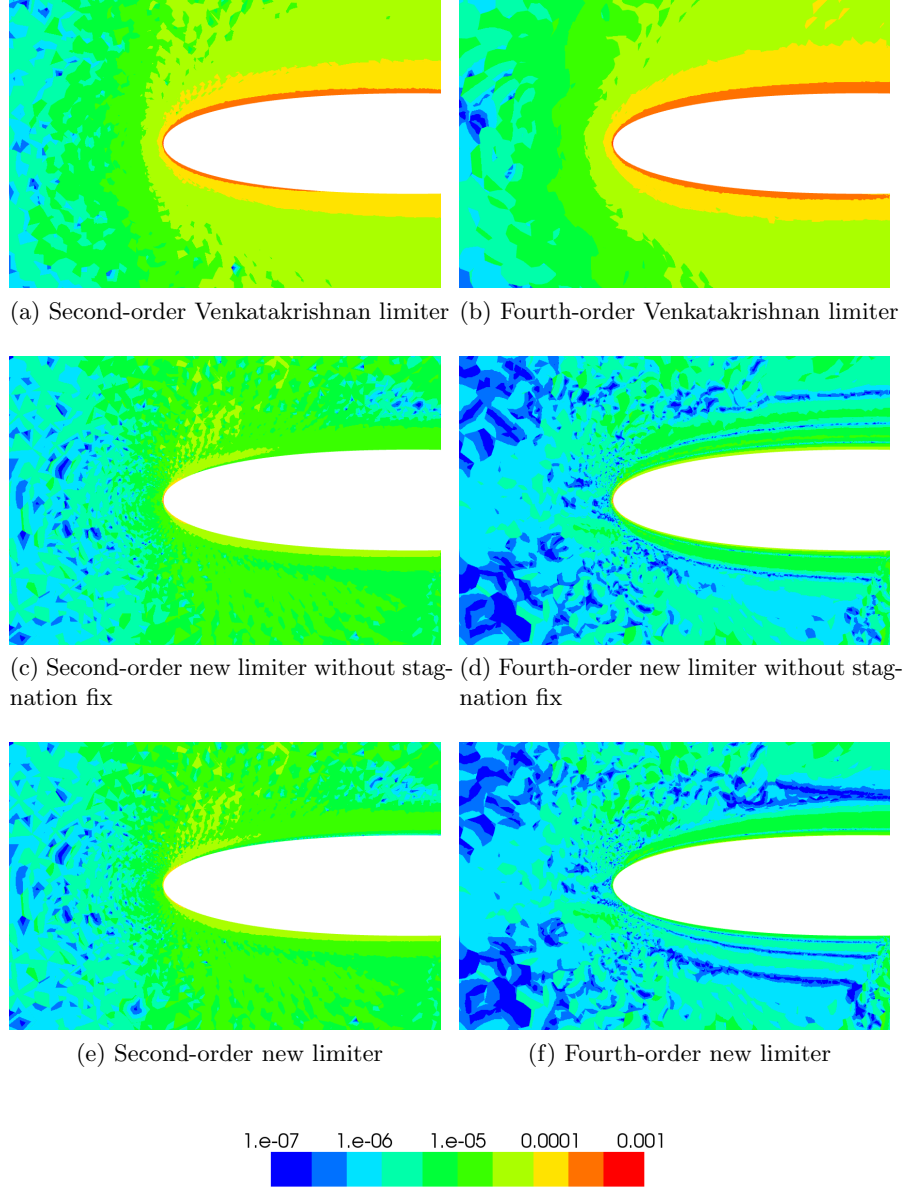 (a) Second-order Venkatakrishnan limiter
(b) Fourth-order Venkatakrishnan limiter
(c) Second-order new limiter without stag-
nation fix
(d) Fourth-order new limiter without stag-
nation fix
(e) Second-order new limiter
(f) Fourth-order new limiter
1.e-07 1.e-06 1.e-05 0.0001 0.001